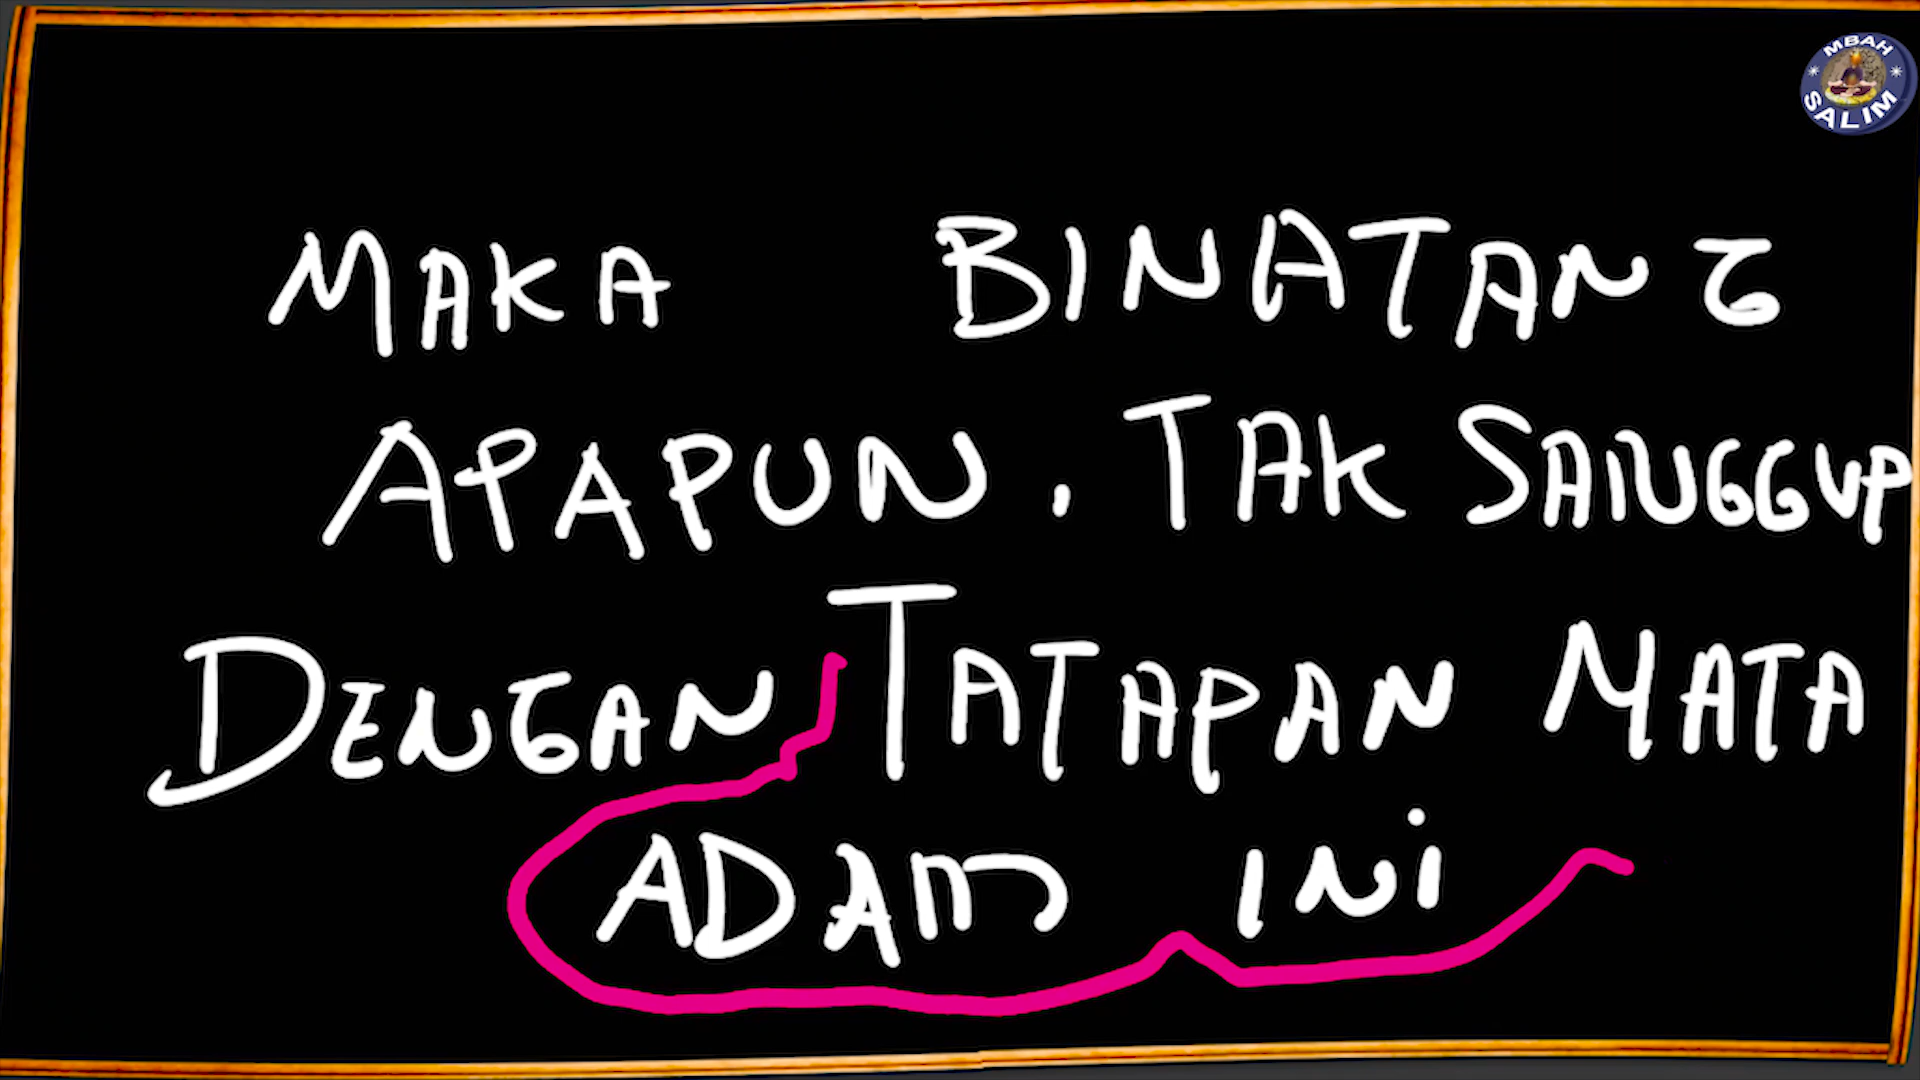 MBAH
SALIM
MAKA BINATANG
APAPUN, TAK SANGGUP
DENGAN TATAPAN MATA
ADAM INi